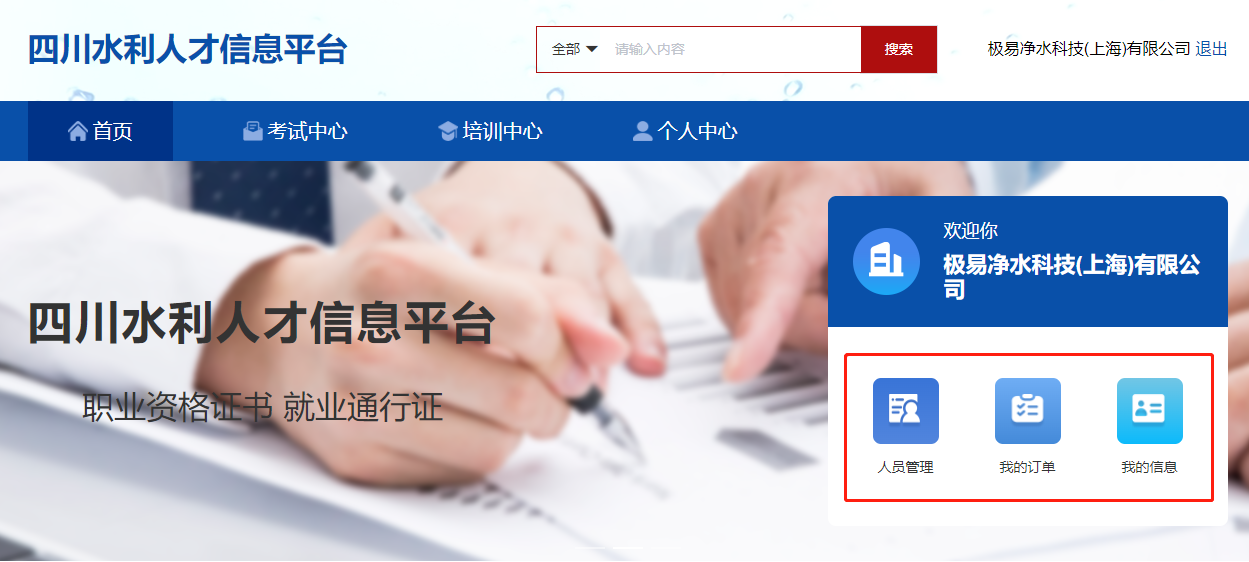 四川水利人才信息平台
全部 请输入内容 搜索
极易净水科技(上海)有限公司 退出
首页 考试中心 培训中心 个人中心
欢迎你
极易净水科技(上海)有限公
司
四川水利人才信息平台
职业资格证书 就业通行证
人员管理 我的订单 我的信息